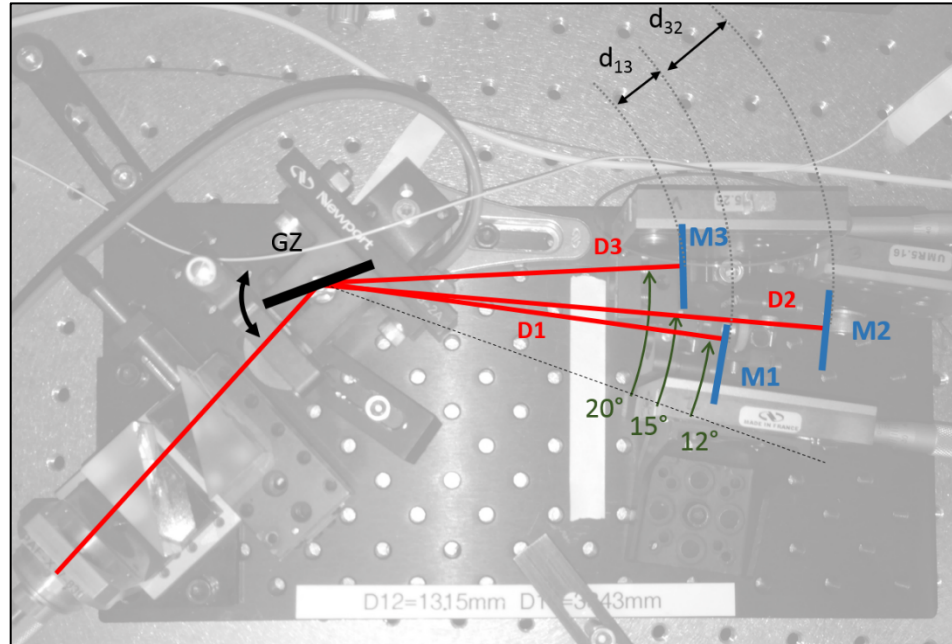 d₃₂
d₁₃
GZ
Newport
UMR5.16
M3
D3
D2
D1
M2
M1
20°
15°
12°
MADE IN FRANCE
D12=13,15mm